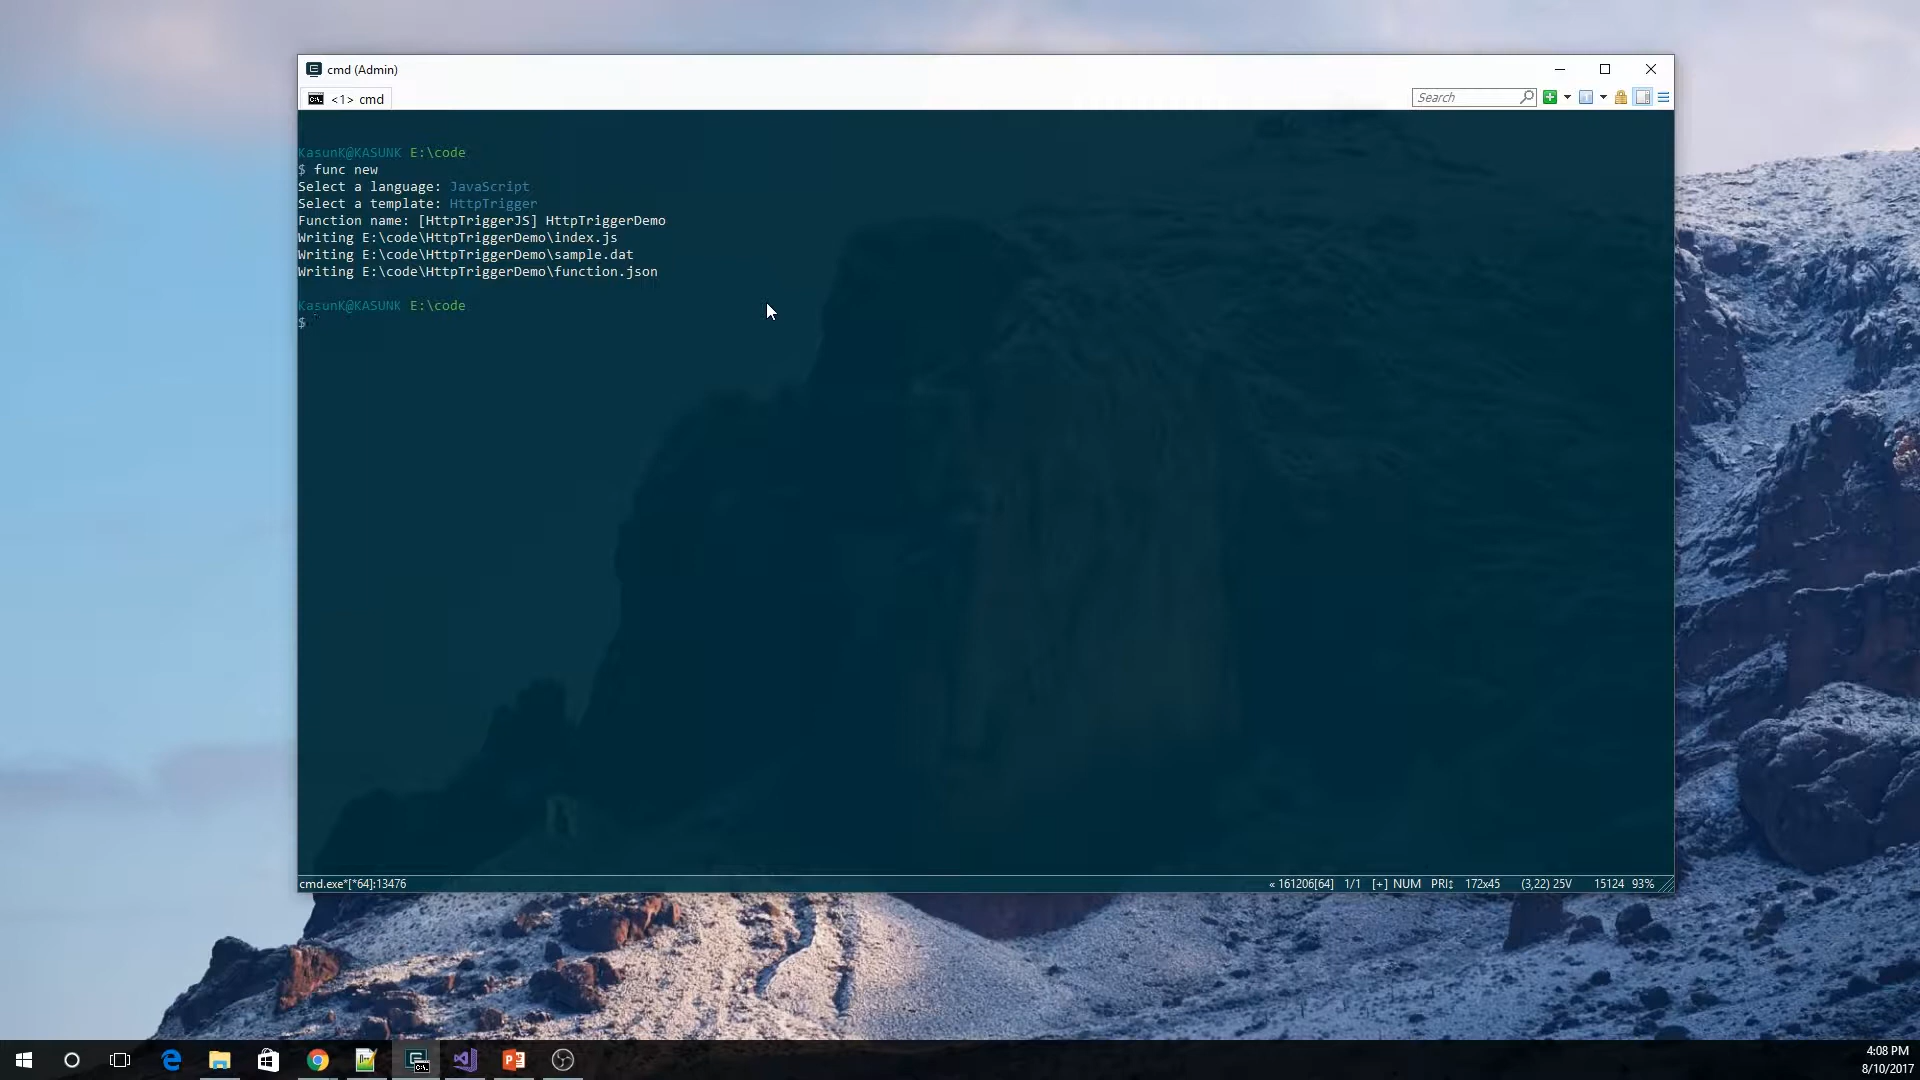 cmd (Admin)
<1> cmd
Search
KasunK@KASUNK E:\code
$ func new
Select a language: JavaScript
Select a template: HttpTrigger
Function name: [HttpTriggerJS] HttpTriggerDemo
Writing E:\code\HttpTriggerDemo\index.js
Writing E:\code\HttpTriggerDemo\sample.dat
Writing E:\code\HttpTriggerDemo\function.json
KasunK@KASUNK E:\code
$
cmd.exe*[*64]:13476
« 161206[64] 1/1 [+] NUM PRI↕ 172x45 (3,22) 25V 15124 93%
4:08 PM
8/10/2017